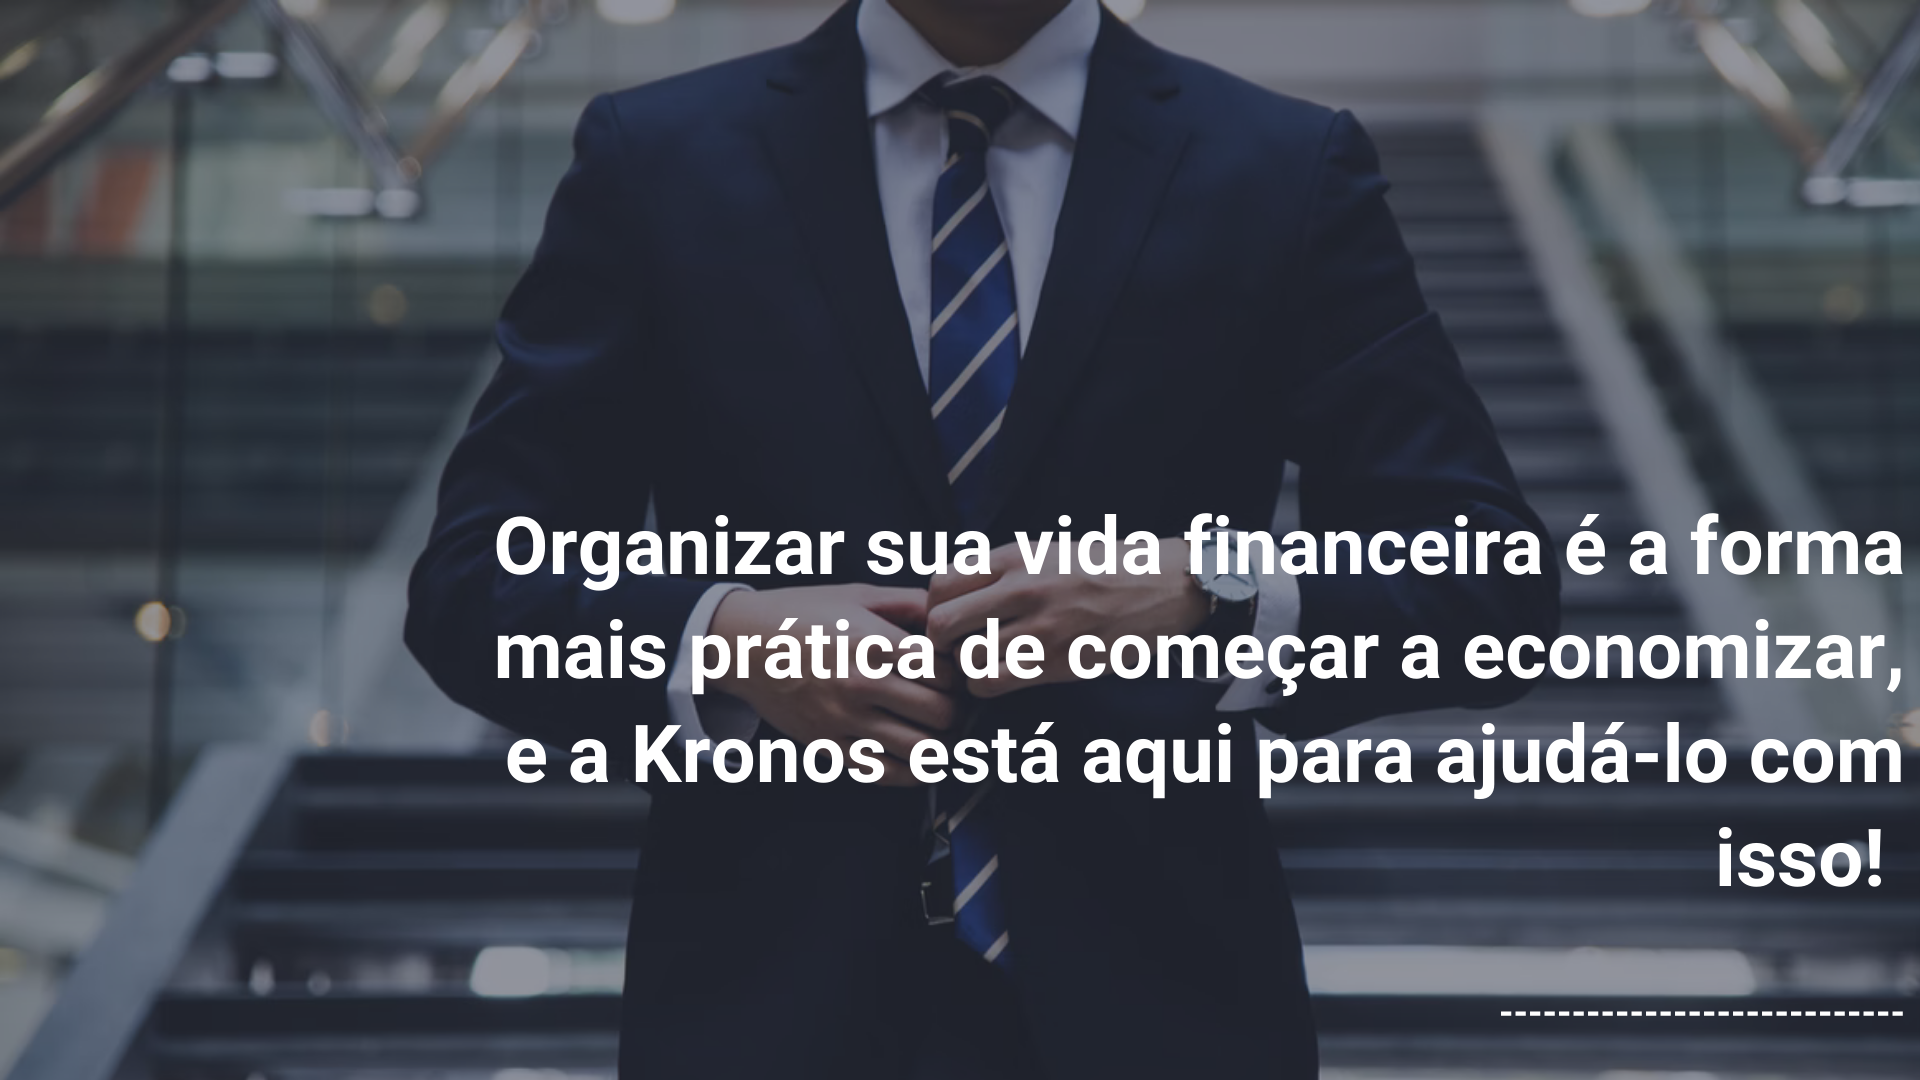 Organizar sua vida financeira é a forma
mais prática de começar a economizar,
e a Kronos está aqui para ajudá-lo com
isso!
----------------------------